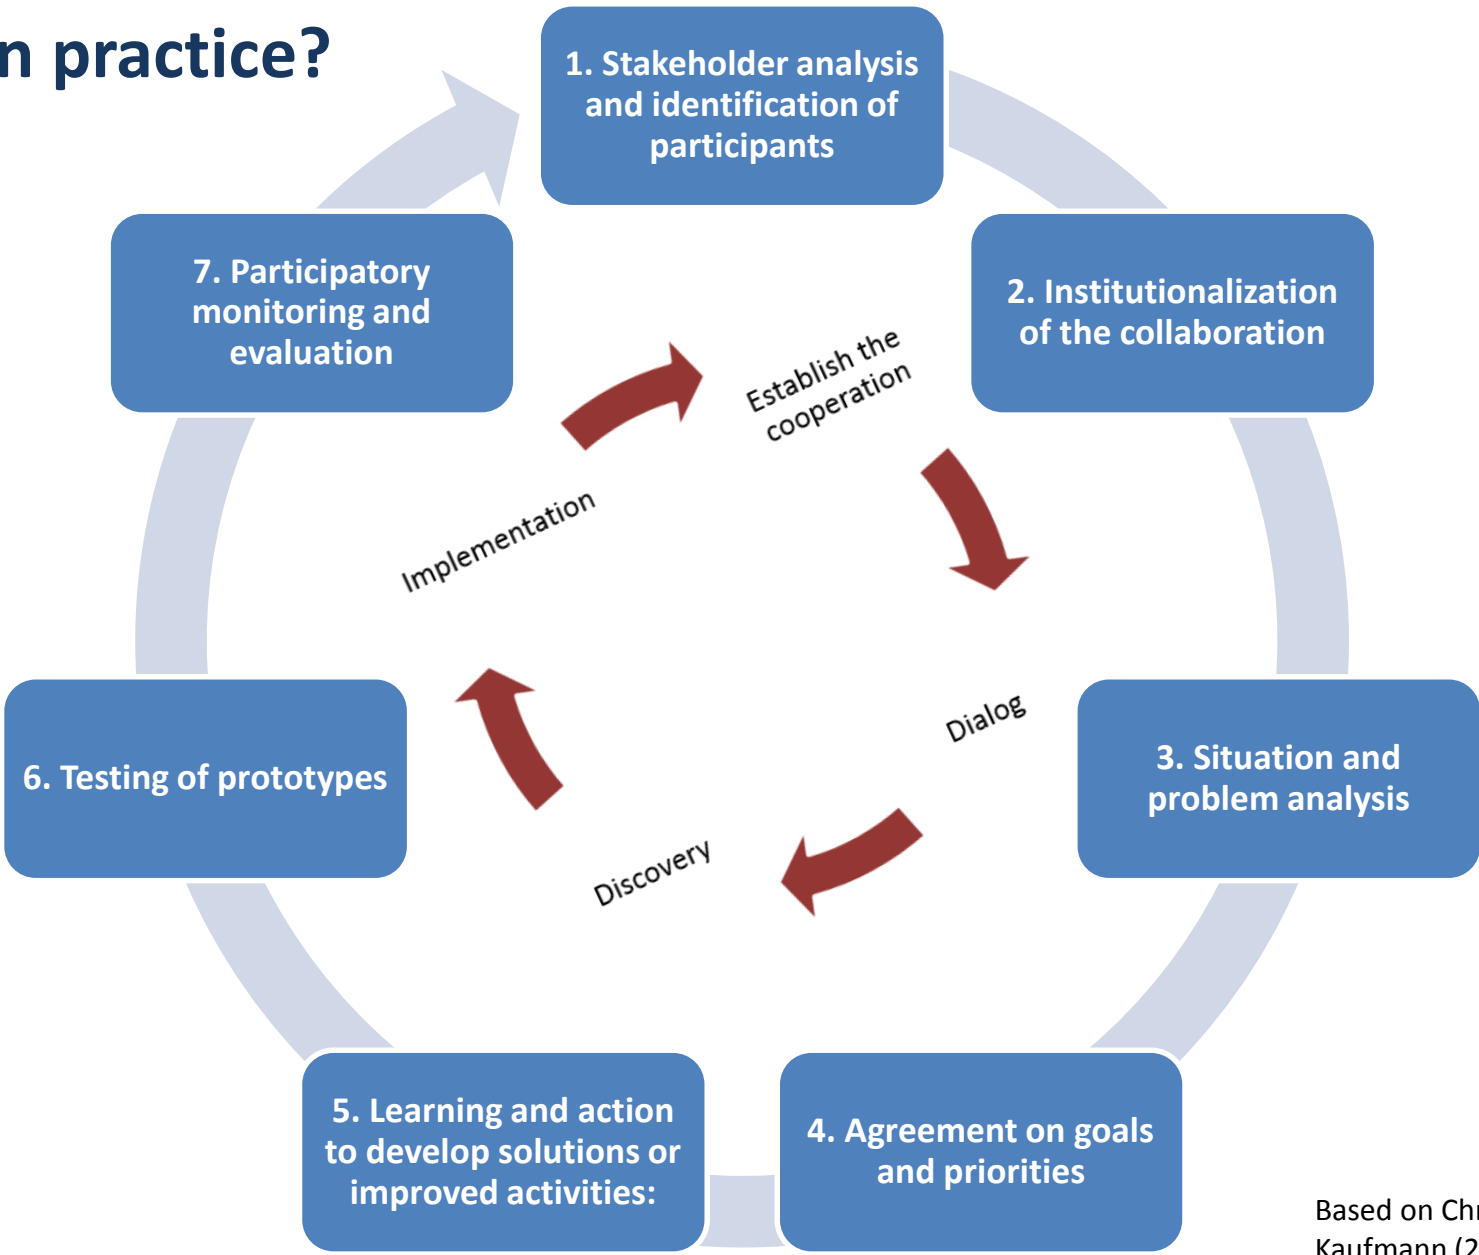 n practice?
1. Stakeholder analysis
and identification of
participants
2. Institutionalization
of the collaboration
3. Situation and
problem analysis
4. Agreement on goals
and priorities
5. Learning and action
to develop solutions or
improved activities:
6. Testing of prototypes
7. Participatory
monitoring and
evaluation
Establish the
cooperation
Dialog
Discovery
Implementation
Based on Chr
Kaufmann (2